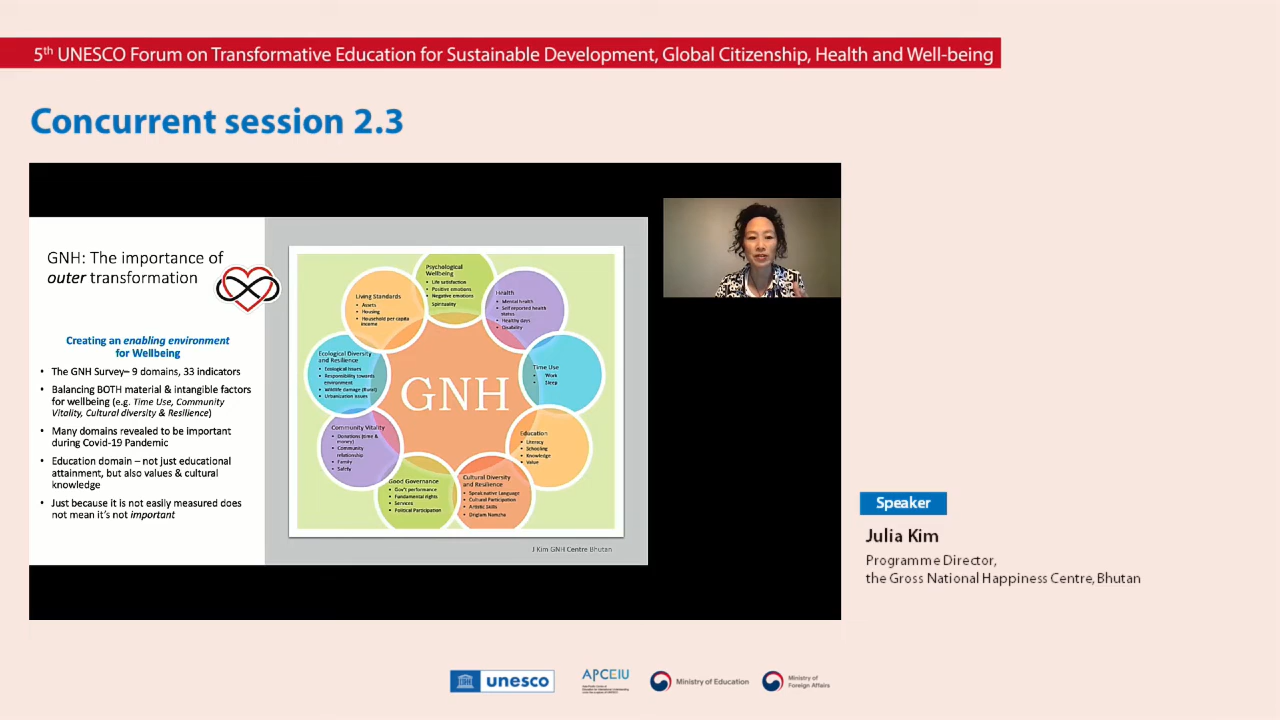 5th UNESCO Forum on Transformative Education for Sustainable Development, Global Citizenship, Health and Well-being
Concurrent session 2.3
GNH: The importance of
outer transformation
Creating an enabling environment
for Wellbeing
• The GNH Survey– 9 domains, 33 indicators
• Balancing BOTH material & intangible factors
for wellbeing (e.g. Time Use, Community
Vitality, Cultural diversity & Resilience)
• Many domains revealed to be important
during Covid-19 Pandemic
• Education domain – not just educational
attainment, but also values & cultural
knowledge
• Just because it is not easily measured does
not mean it's not important
GNH
Psychological
Wellbeing
• Life satisfaction
• Positive emotions
• Negative emotions
Spirituality
Health
• Mental health
• Self reported health
status
• Healthy days
• Disability
Time Use
• Work
• Sleep
Education
• Literacy
• Schooling
• Knowledge
• Value
Cultural Diversity
and Resilience
• Speak native Language
• Cultural Participation
• Artistic Skills
• Driglam Namzha
Good Governance
• Gov't performance
• Fundamental rights
• Services
• Political Participation
Community Vitality
• Donations (time &
money)
• Community
relationship
• Family
• Safety
Ecological Diversity
and Resilience
• Ecological Issues
• Responsibility towards
environment
• Wildlife damage (Rural)
• Urbanization issues
Living Standards
• Assets
• Housing
• Household per capita
income
J Kim GNH Centre Bhutan
Speaker
Julia Kim
Programme Director,
the Gross National Happiness Centre, Bhutan
unesco
APCEIU
Ministry of Education
Ministry of
Foreign Affairs